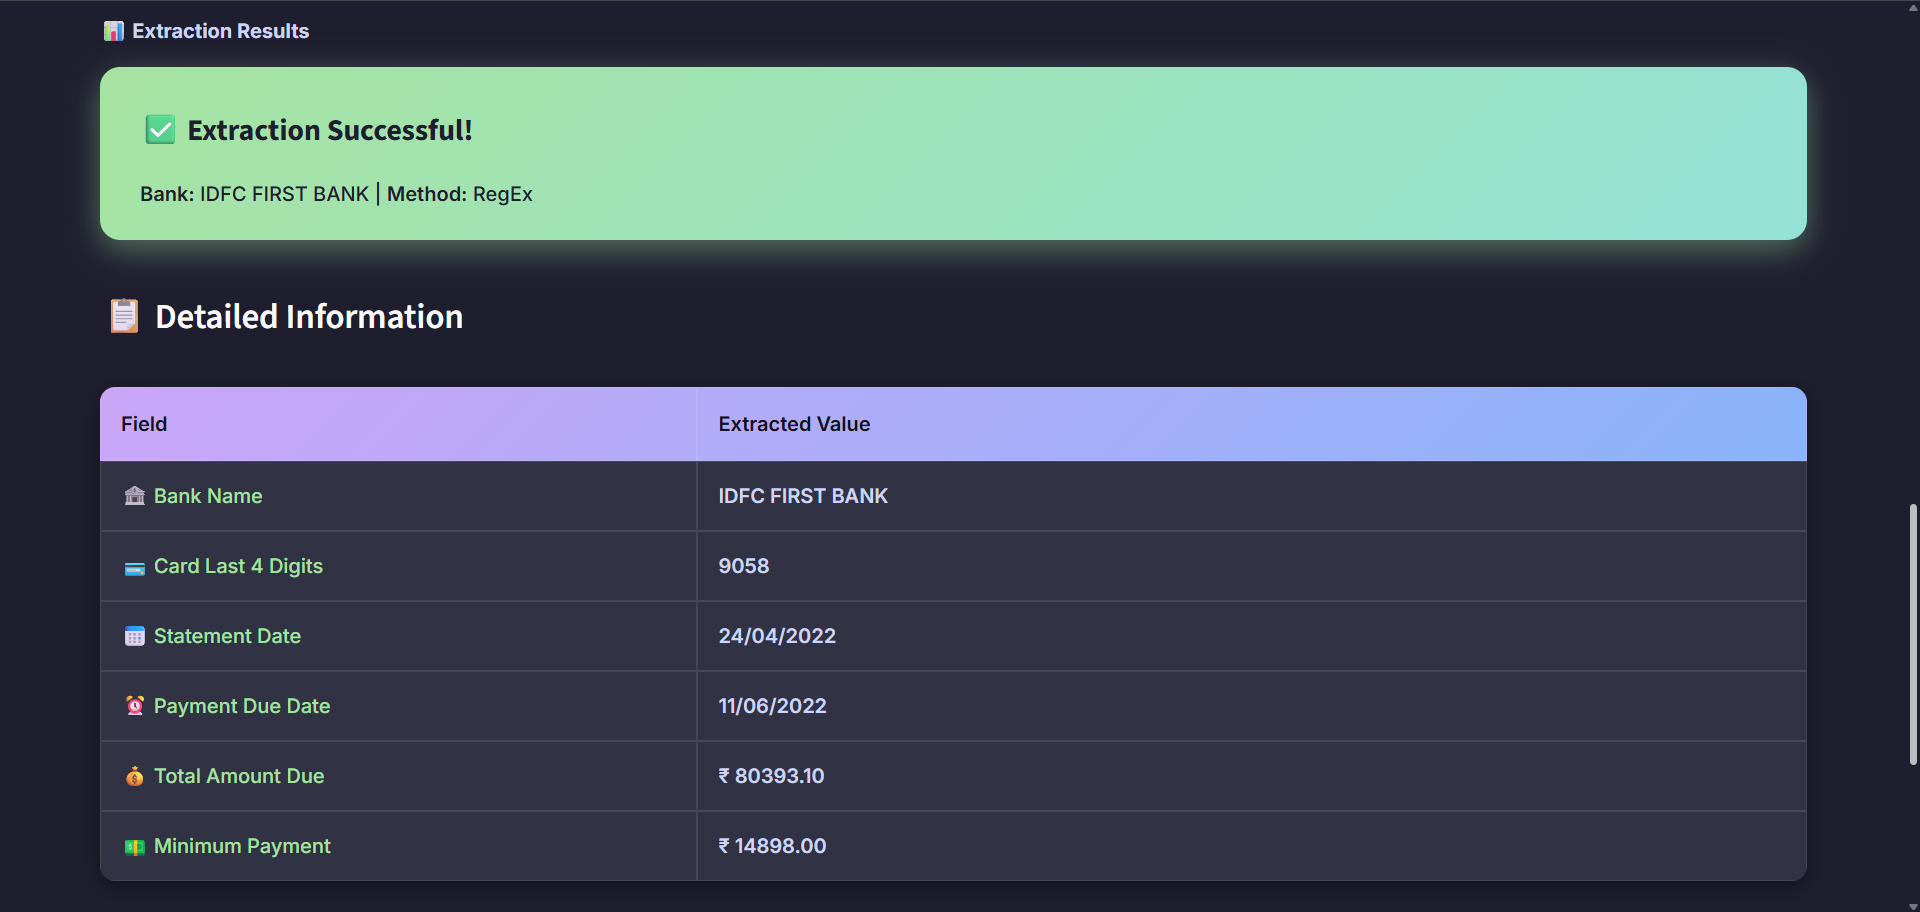 Extraction Results
Extraction Successful!
Bank: IDFC FIRST BANK | Method: RegEx
Detailed Information
Field Extracted Value
Bank Name IDFC FIRST BANK
Card Last 4 Digits 9058
Statement Date 24/04/2022
Payment Due Date 11/06/2022
Total Amount Due ₹ 80393.10
Minimum Payment ₹ 14898.00